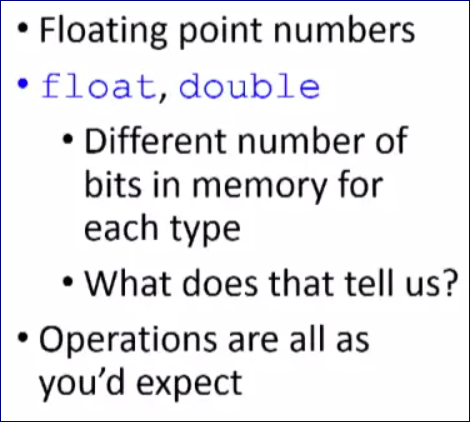 • Floating point numbers
• float, double
• Different number of
bits in memory for
each type
• What does that tell us?
• Operations are all as
you'd expect